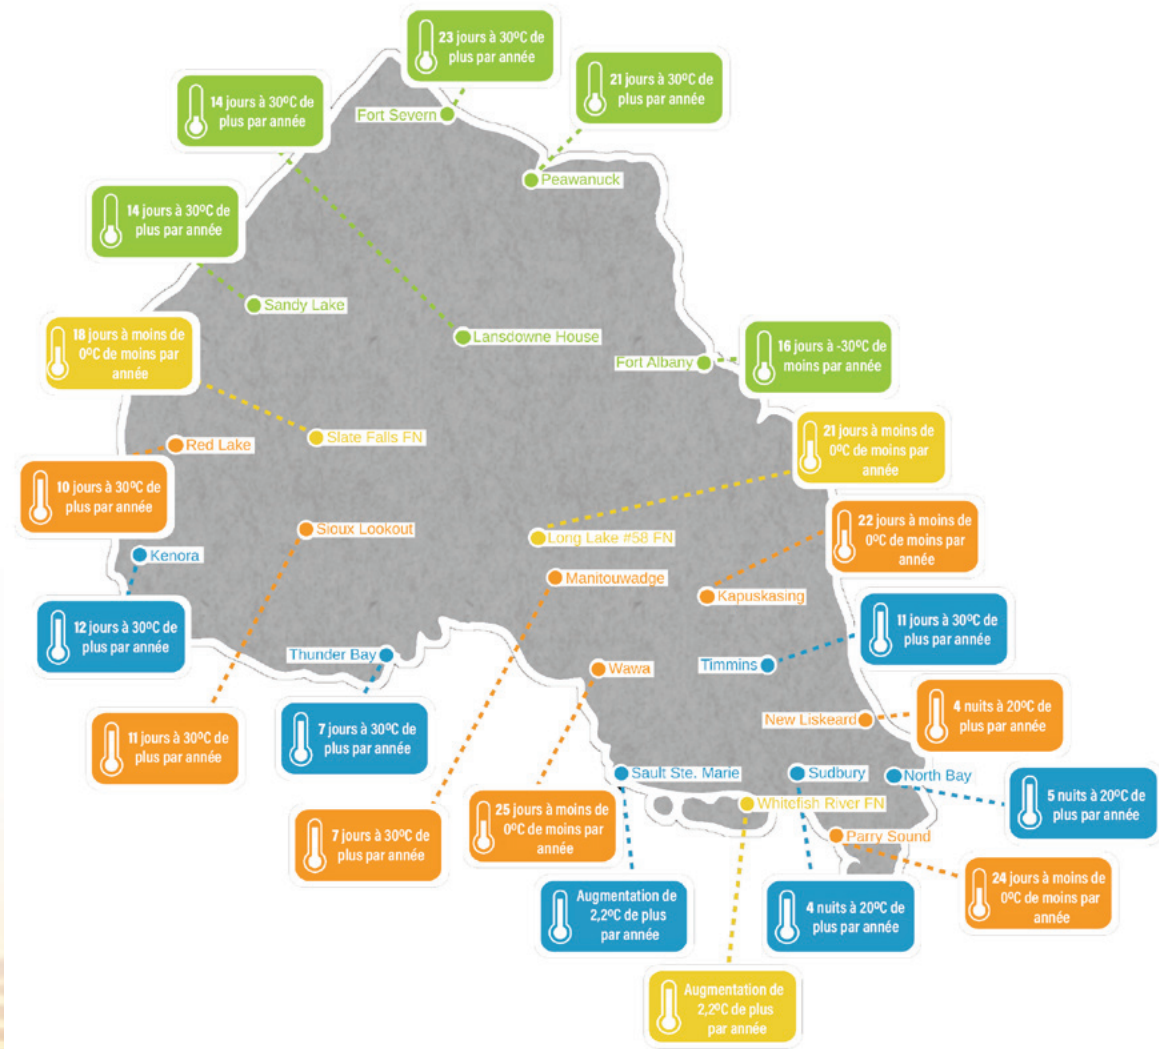 23 jours à 30ºC de
plus par année
Fort Severn
21 jours à 30ºC de
plus par année
Peawanuck
14 jours à 30ºC de
plus par année
Lansdowne House
14 jours à 30ºC de
plus par année
Sandy Lake
18 jours à moins de
0ºC de moins par
année
Slate Falls FN
16 jours à -30ºC de
moins par année
Fort Albany
21 jours à moins de
0ºC de moins par
année
Long Lake #58 FN
Red Lake
10 jours à 30ºC de
plus par année
Sioux Lookout
11 jours à 30ºC de
plus par année
22 jours à moins de
0ºC de moins par
année
Kapuskasing
Kenora
12 jours à 30ºC de
plus par année
Manitouwadge
7 jours à 30ºC de
plus par année
Thunder Bay
7 jours à 30ºC de
plus par année
11 jours à 30ºC de
plus par année
Timmins
Wawa
25 jours à moins de
0ºC de moins par
année
New Liskeard
4 nuits à 20ºC de
plus par année
Sault Ste. Marie
Augmentation de
2,2ºC de plus
par année
Sudbury
4 nuits à 20ºC de
plus par année
North Bay
5 nuits à 20ºC de
plus par année
Whitefish River FN
Augmentation de
2,2ºC de plus
par année
Parry Sound
24 jours à moins de
0ºC de moins par
année